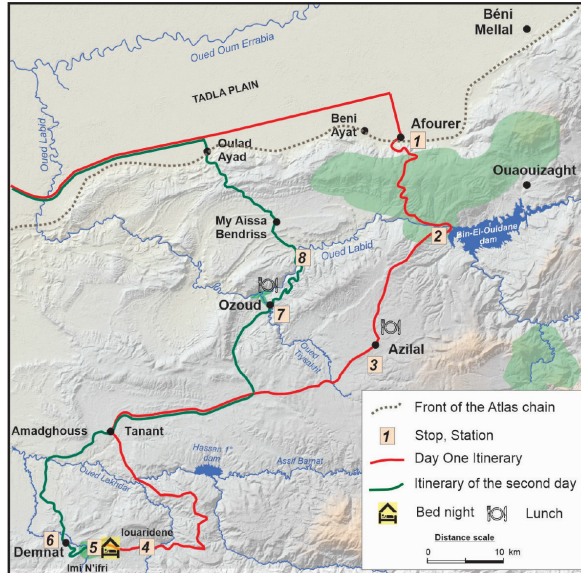 Béni
Mellal
Oued Oum Errabia
TADLA PLAIN
Oued Labid
Beni
Ayat
Afourer
1
Oulad
Ayad
Ouaouizaght
My Aissa
Bendriss
2
Bin-El-Ouidane
dam
8
Oued Labid
Ozoud
7
Azilal
3
Oued
Tiysakht
Front of the Atlas chain
1
Stop, Station
Day One Itinerary
Itinerary of the second day
Bed night
Lunch
Distance scale
0
10 km
Amadghouss
Tanant
Hassan 1er
dam
Assif Barnat
Oued Lakhdar
Iouaridene
6
Demnat
5
4
Imi N'ifri